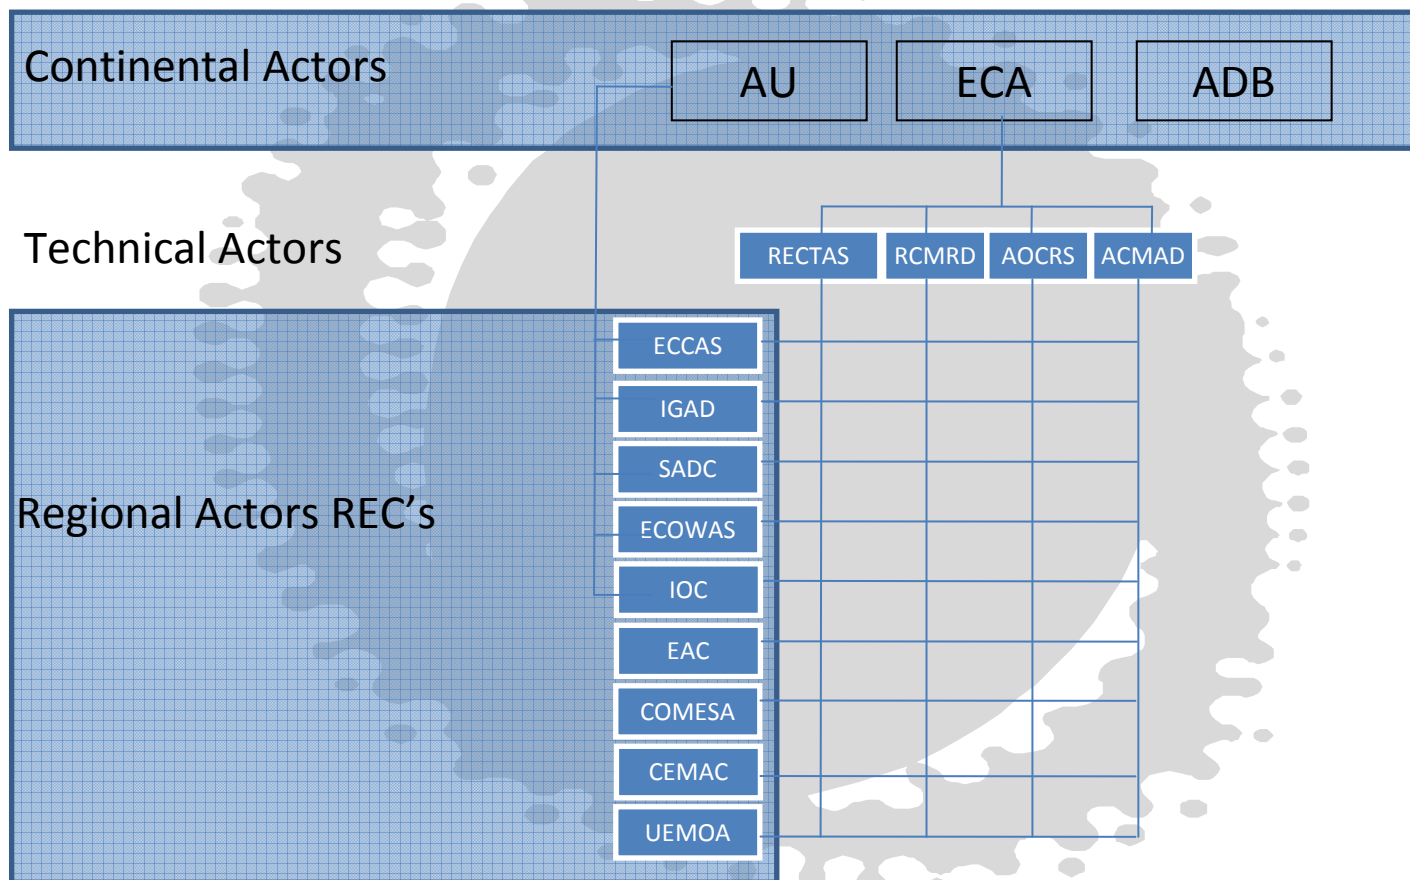 Continental Actors
AU
ECA
ADB
Technical Actors
RECTAS
RCMRD
AOCRS
ACMAD
Regional Actors REC's
ECCAS
IGAD
SADC
ECOWAS
IOC
EAC
COMESA
CEMAC
UEMOA